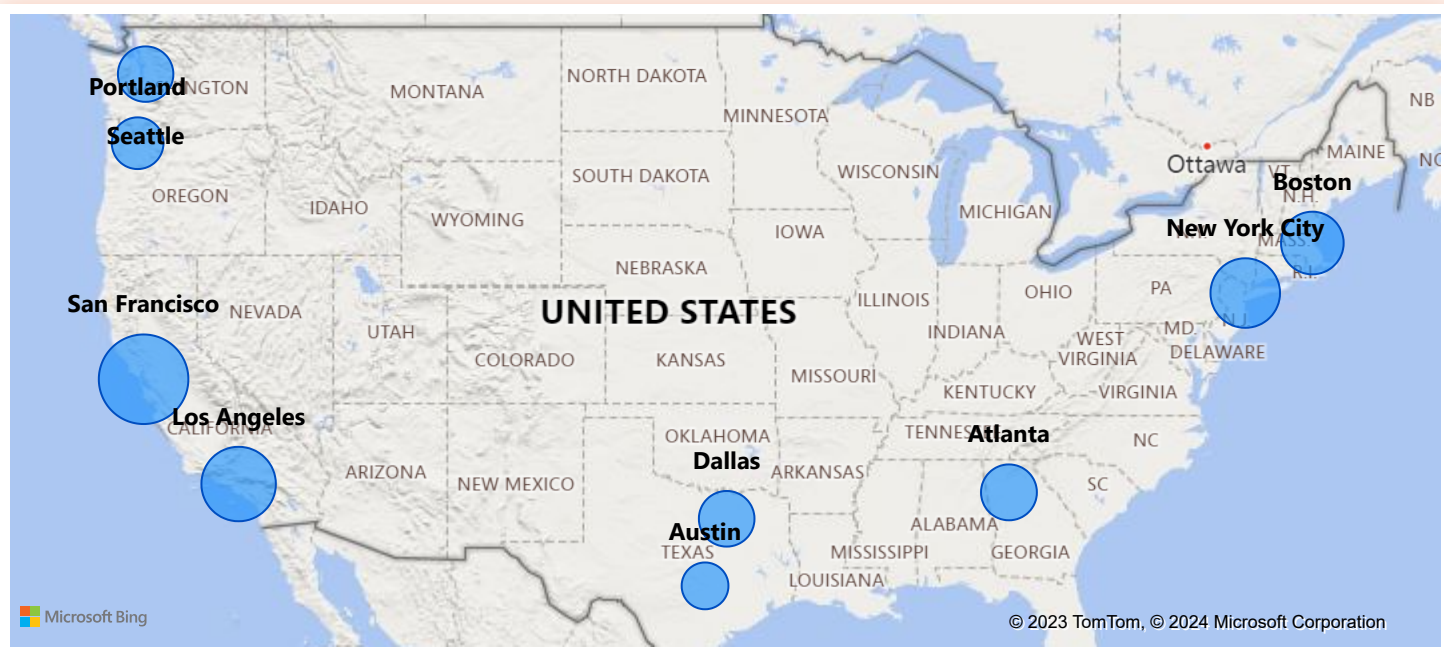 NORTH DAKOTA
MONTANA
Portland
NGTON
NB
MINNESOTA
Seattle
MAINE
Ottawa
VT.
WISCONSIN
SOUTH DAKOTA
Boston
N.H.
OREGON
IDAHO
WYOMING
MICHIGAN
New York City
IOWA
MASS.
NEBRASKA
R.I.
PA
OHIO
ILLINOIS
San Francisco
NEVADA
UNITED STATES
N.J.
UTAH
INDIANA
MD.
WEST
VIRGINIA
DELAWARE
COLORADO
KANSAS
MISSOURI
KENTUCKY
VIRGINIA
Los Angeles
CALIFORNIA
OKLAHOMA
TENNES
Atlanta
NC
Dallas
ARIZONA
NEW MEXICO
ARKANSAS
SC
Austin
TEXAS
ALABAMA
MISSISSIPPI
GEORGIA
LOUISIANA
Microsoft Bing
© 2023 TomTom, © 2024 Microsoft Corporation